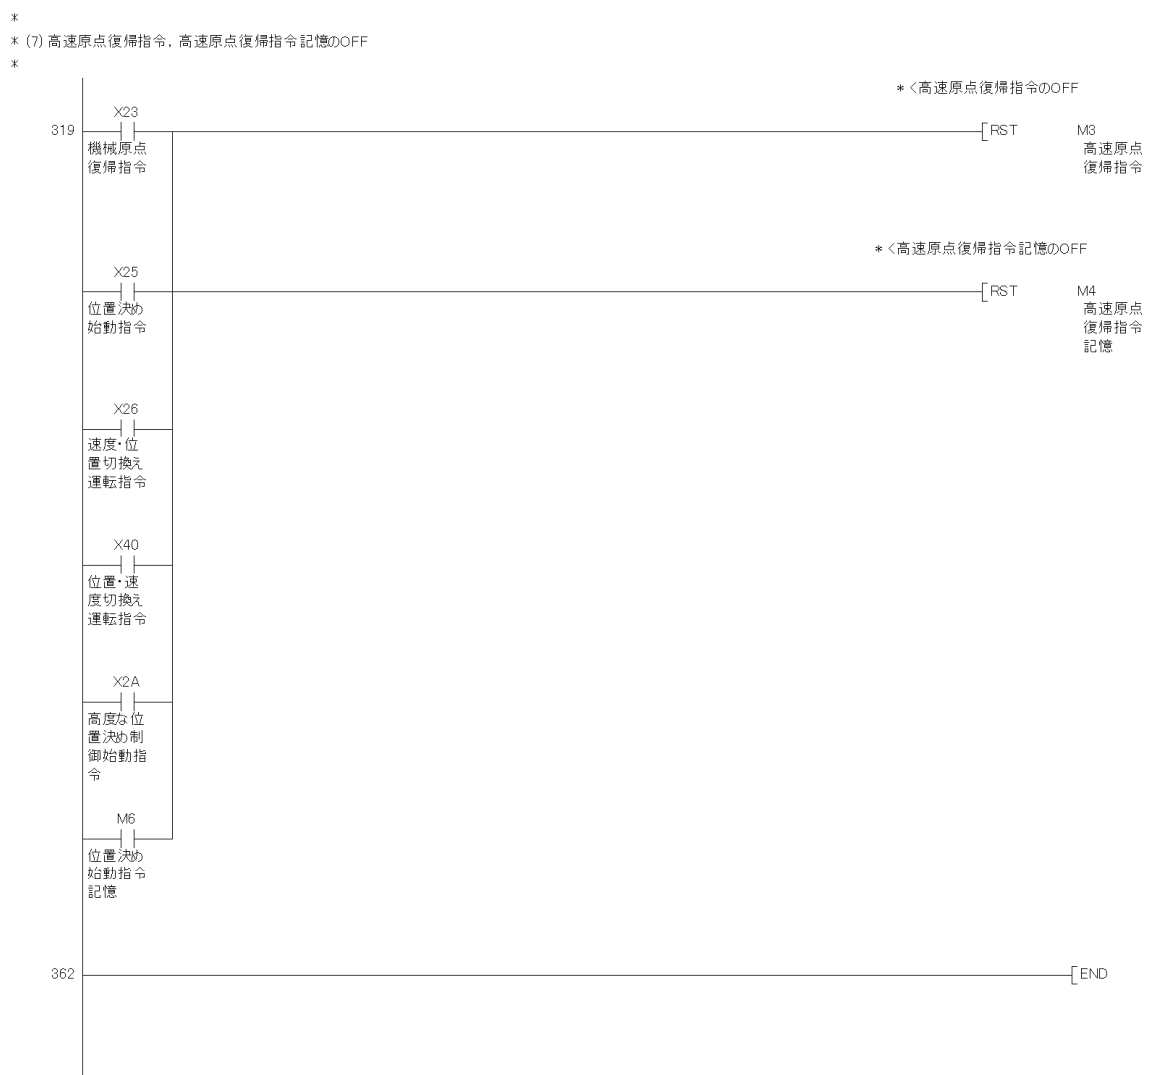 *
* (7) 高速原点復帰指令，高速原点復帰指令記憶のOFF
*
* <高速原点復帰指令のOFF
X23
319
[RST M3
機械原点
復帰指令
高速原点
復帰指令
* <高速原点復帰指令記憶のOFF
X25
[RST M4
位置決め
始動指令
高速原点
復帰指令
記憶
X26
速度・位
置切換え
運転指令
X40
位置・速
度切換え
運転指令
X2A
高度な位
置決め制
御始動指
令
M6
位置決め
始動指令
記憶
362
[END